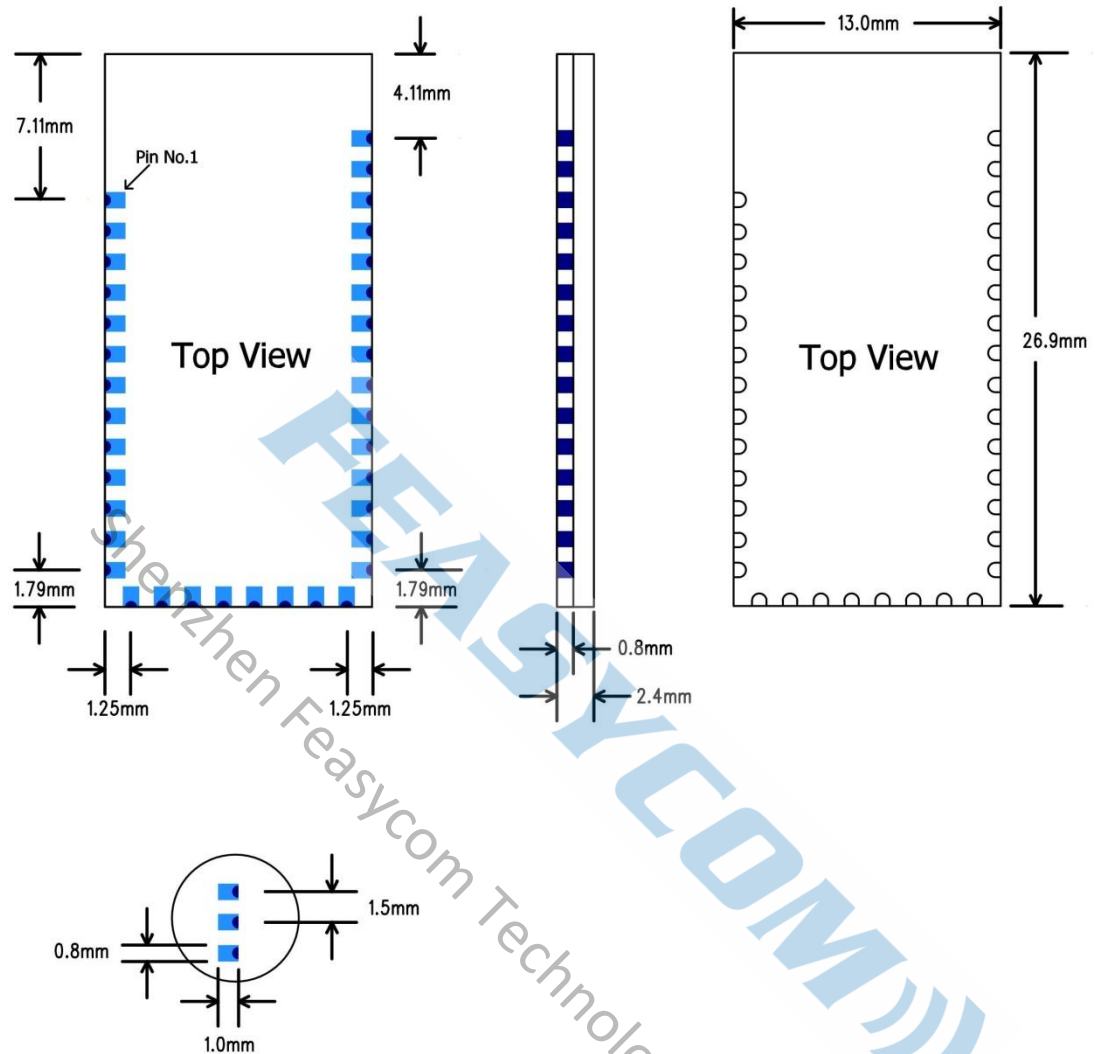 13.0mm
4.11mm
7.11mm
Pin No.1
Top View
Top View
26.9mm
1.79mm
1.79mm
0.8mm
2.4mm
1.25mm
1.25mm
1.5mm
0.8mm
1.0mm
FEASYCOM
Shenzhen Feasycom Technolo